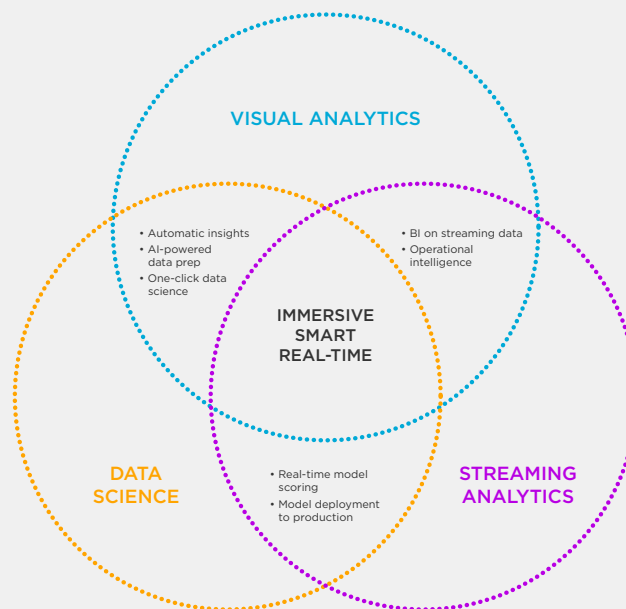 VISUAL ANALYTICS
• Automatic insights
• AI-powered
data prep
• One-click data
science
• BI on streaming data
• Operational
intelligence
IMMERSIVE
SMART
REAL-TIME
DATA
SCIENCE
• Real-time model
scoring
• Model deployment
to production
STREAMING
ANALYTICS